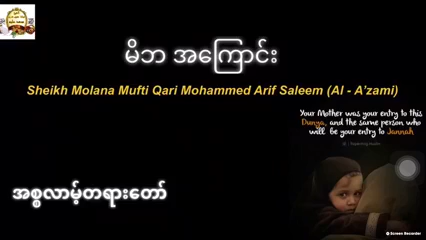 မိဘ အကြောင်း
Sheikh Molana Mufti Qari Mohammed Arif Saleem (Al - A'zami)
Your Mother was your entry to this
Dunya, and the same person who
will be your entry to Jannah
အစ္စလာမ့်တရားတော်
Screen Recorder